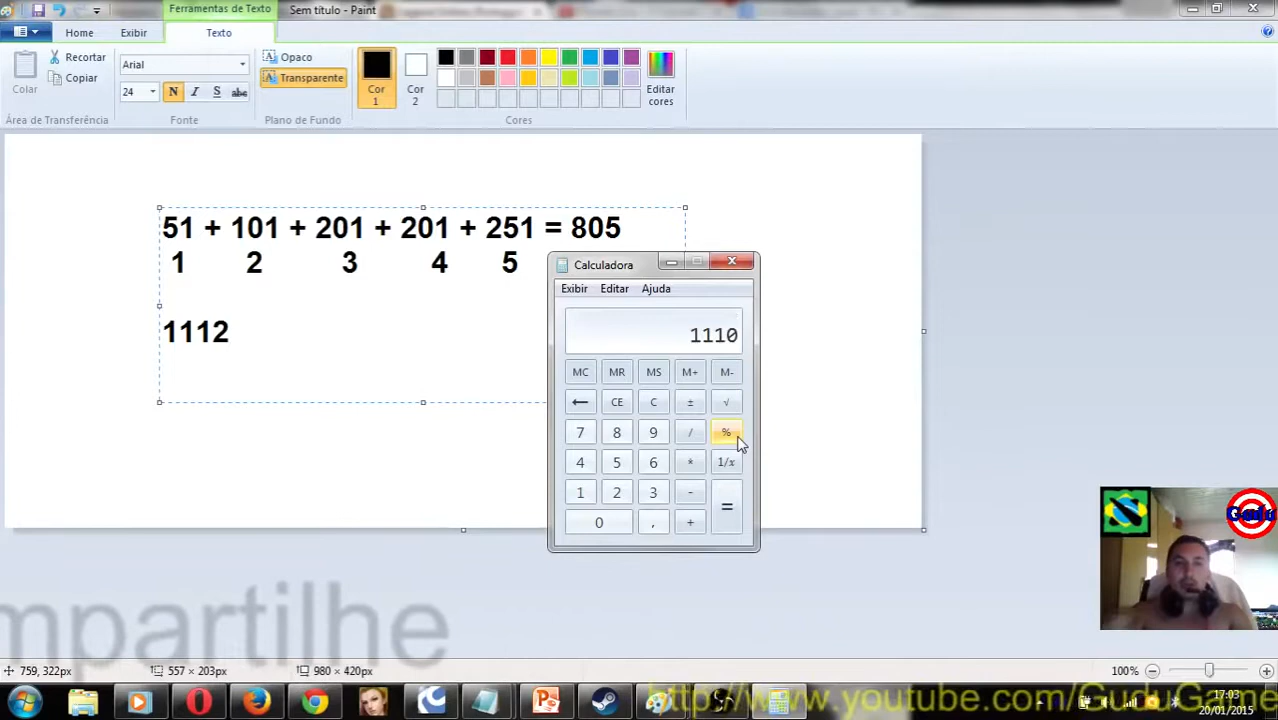 Ferramentas de Texto
Sem título - Paint
Home
Exibir
Texto
Colar
Recortar
Copiar
Área de Transferência
Arial
24
N
I
S
abc
Fonte
Opaco
Transparente
Plano de Fundo
Cor 1
Cor 2
Editar cores
Cores
51 + 101 + 201 + 201 + 251 = 805
1 2 3 4 5
1112
Calculadora
Exibir Editar Ajuda
1110
MC MR MS M+ M-
← CE C ± √
7 8 9 / %
4 5 6 * 1/x
1 2 3 - =
0 , +
mpartilhe
759, 322px
557 × 203px
980 × 420px
100%
http://www.youtube.com/
17:03
20/01/2015